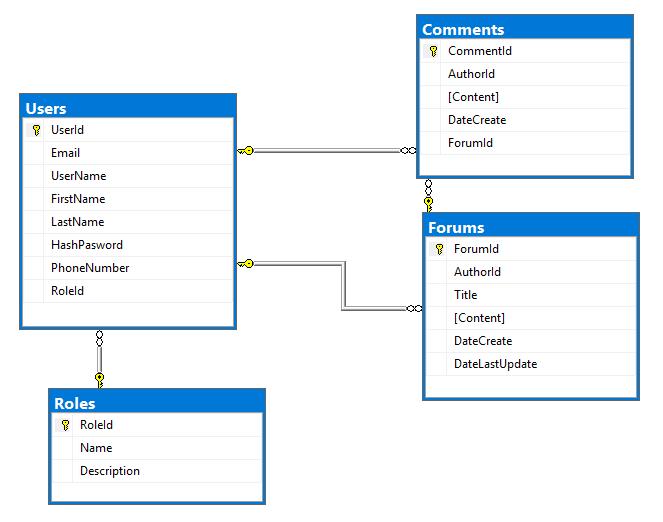 Comments
CommentId
AuthorId
[Content]
DateCreate
ForumId
Users
UserId
Email
UserName
FirstName
LastName
HashPasword
PhoneNumber
RoleId
Forums
ForumId
AuthorId
Title
[Content]
DateCreate
DateLastUpdate
Roles
RoleId
Name
Description